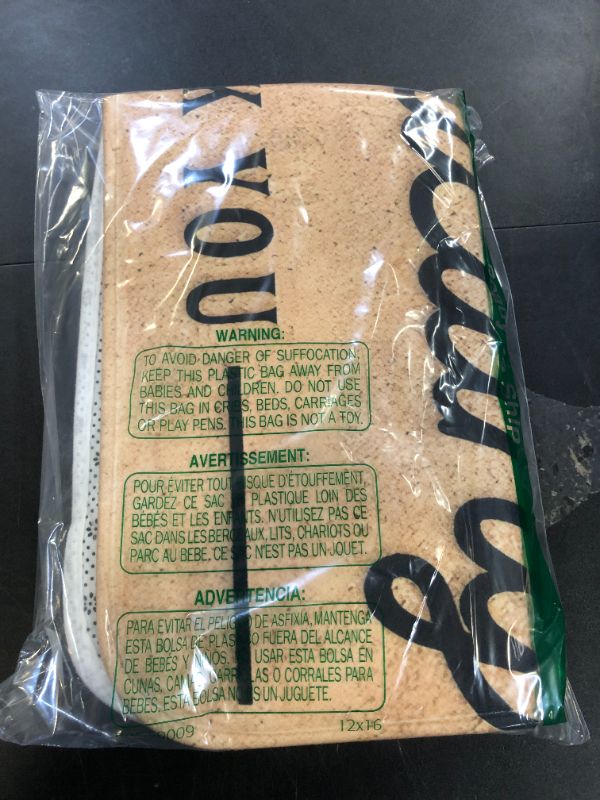 K YOU
WARNING:
TO AVOID DANGER OF SUFFOCATION,
KEEP THIS PLASTIC BAG AWAY FROM
BABIES AND CHILDREN. DO NOT USE
THIS BAG IN CRIBS, BEDS, CARRIAGES
OR PLAY PENS. THIS BAG IS NOT A TOY.
AVERTISSEMENT:
POUR ÉVITER TOUT RISQUE D'ÉTOUFFEMENT,
GARDEZ CE SAC PLASTIQUE LOIN DES
BÉBÉS ET LES ENFANTS. N'UTILISEZ PAS CE
SAC DANS LES BERCEAUX, LITS, CHARIOTS OU
PARC AU BEBE. CE SAC N'EST PAS UN JOUET.
ADVERTENCIA:
PARA EVITAR EL PELIGRO DE ASFIXIA, MANTENGA
ESTA BOLSA DE PLASTICO FUERA DEL ALCANCE
DE BEBES Y NIÑOS. USAR ESTA BOLSA EN
CUNAS, CAMAS, CARRIOLAS O CORRALES PARA
BEBES. ESTA BOLSA NO ES UN JUGUETE.
0009
12x16
Ship